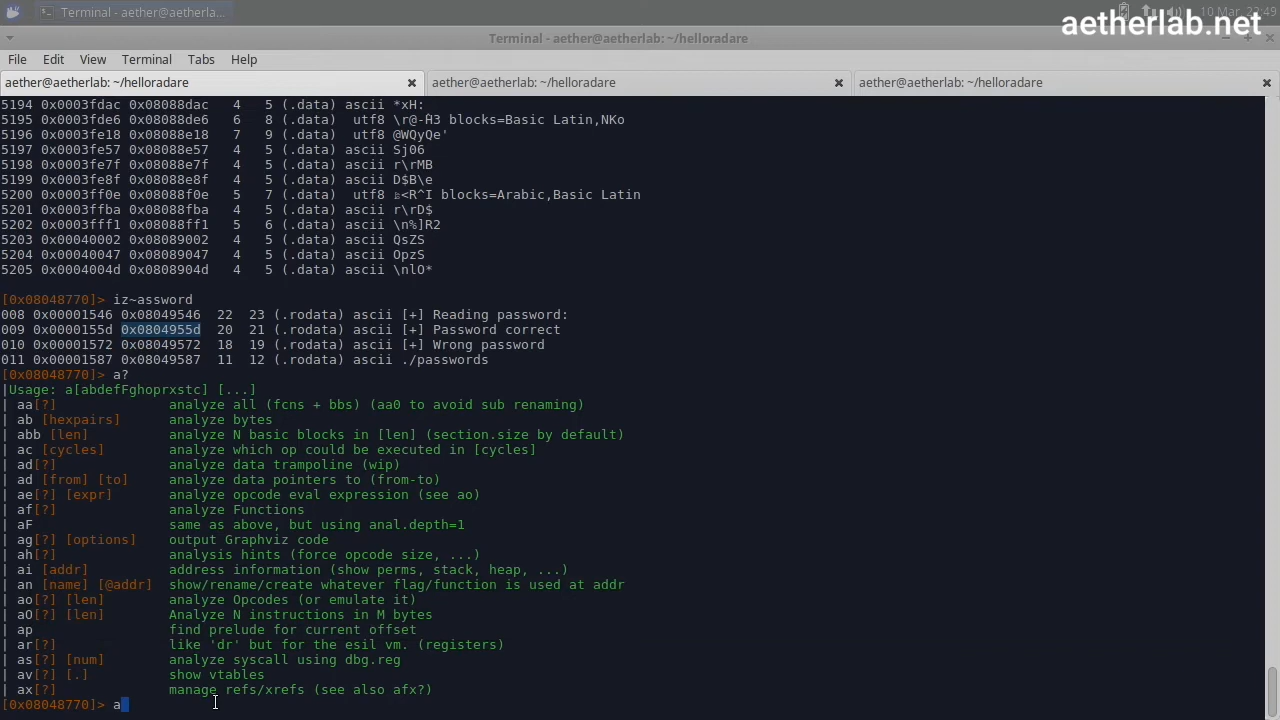 Terminal - aether@aetherla...
10 Mar, 22:49
aetherlab.net
Terminal - aether@aetherlab: ~/helloradare
File Edit View Terminal Tabs Help
aether@aetherlab: ~/helloradare
aether@aetherlab: ~/helloradare
aether@aetherlab: ~/helloradare
5194 0x0003fdac 0x08088dac 4 5 (.data) ascii *xH:
5195 0x0003fde6 0x08088de6 6 8 (.data) utf8 blocks=Basic Latin,NKo
5196 0x0003fe18 0x08088e18 7 9 (.data) utf8 @WQyQe'
5197 0x0003fe57 0x08088e57 4 5 (.data) ascii Sj06
5198 0x0003fe7f 0x08088e7f 4 5 (.data) ascii r\rMB
5199 0x0003fe8f 0x08088e8f 4 5 (.data) ascii D$B\e
5200 0x0003ff0e 0x08088f0e 5 7 (.data) utf8 blocks=Arabic,Basic Latin
5201 0x0003ffba 0x08088fba 4 5 (.data) ascii r\rD$
5202 0x0003fff1 0x08088ff1 5 6 (.data) ascii \n%]R2
5203 0x00040002 0x08089002 4 5 (.data) ascii QsZS
5204 0x00040047 0x08089047 4 5 (.data) ascii OpzS
5205 0x0004004d 0x0808904d 4 5 (.data) ascii \nlO*
[0x08048770]> iz~assword
008 0x00001546 0x08049546 22 23 (.rodata) ascii [+] Reading password:
009 0x0000155d 0x0804955d 20 21 (.rodata) ascii [+] Password correct
010 0x00001572 0x08049572 18 19 (.rodata) ascii [+] Wrong password
011 0x00001587 0x08049587 11 12 (.rodata) ascii ./passwords
[0x08048770]> a?
|Usage: a[abdefFghoprxstc] [...]
| aa[?] analyze all (fcns + bbs) (aa0 to avoid sub renaming)
| ab [hexpairs] analyze bytes
| abb [len] analyze N basic blocks in [len] (section.size by default)
| ac [cycles] analyze which op could be executed in [cycles]
| ad[?] analyze data trampoline (wip)
| ad [from] [to] analyze data pointers to (from-to)
| ae[?] [expr] analyze opcode eval expression (see ao)
| af[?] analyze Functions
| aF same as above, but using anal.depth=1
| ag[?] [options] output Graphviz code
| ah[?] analysis hints (force opcode size, ...)
| ai [addr] address information (show perms, stack, heap, ...)
| an [name] [@addr] show/rename/create whatever flag/function is used at addr
| ao[?] [len] analyze Opcodes (or emulate it)
| aO[?] [len] Analyze N instructions in M bytes
| ap find prelude for current offset
| ar[?] like 'dr' but for the esil vm. (registers)
| as[?] [num] analyze syscall using dbg.reg
| av[?] [.] show vtables
| ax[?] manage refs/xrefs (see also afx?)
[0x08048770]> a